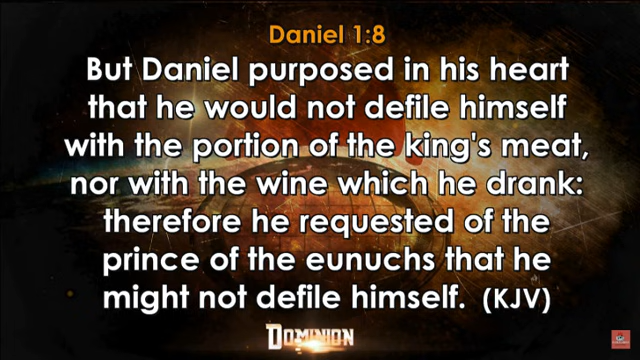 Daniel 1:8
But Daniel purposed in his heart
that he would not defile himself
with the portion of the king's meat,
nor with the wine which he drank:
therefore he requested of the
prince of the eunuchs that he
might not defile himself. (KJV)
DOMINION